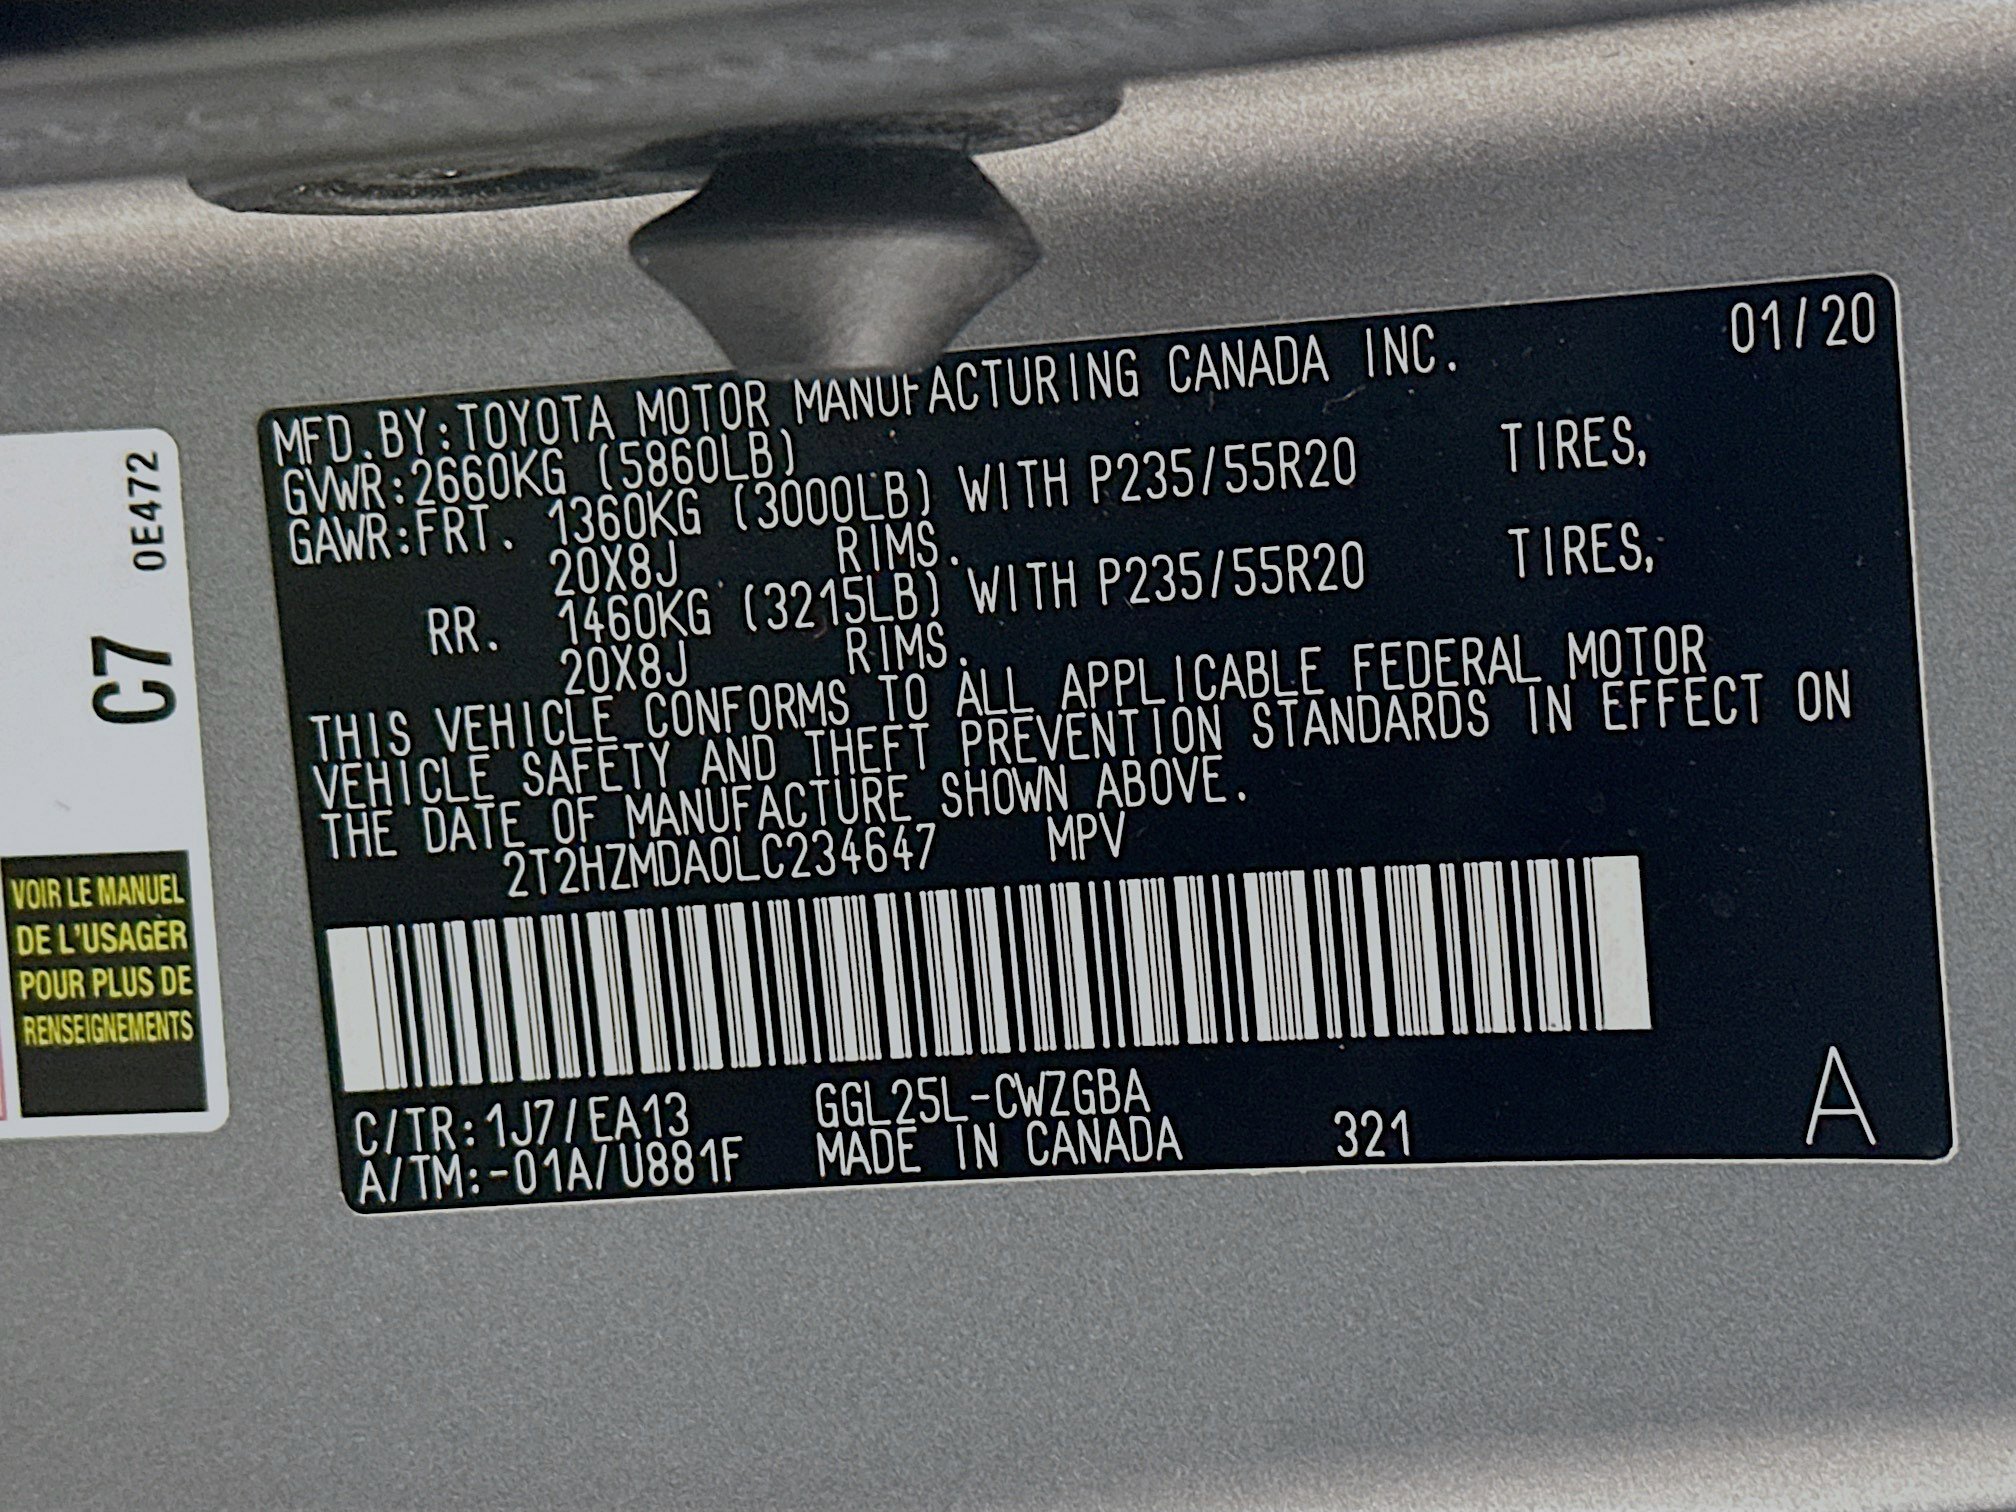 MFD.BY:TOYOTA MOTOR MANUFACTURING CANADA INC. 01/20
GVWR:2660KG (5860LB)
GAWR:FRT. 1360KG (3000LB) WITH P235/55R20 TIRES,
20X8J RIMS.
RR. 1460KG (3215LB) WITH P235/55R20 TIRES,
20X8J RIMS.
THIS VEHICLE CONFORMS TO ALL APPLICABLE FEDERAL MOTOR
VEHICLE SAFETY AND THEFT PREVENTION STANDARDS IN EFFECT ON
THE DATE OF MANUFACTURE SHOWN ABOVE.
2T2HZMDA0LC234647 MPV
C/TR:1J7/EA13 GGL25L-CWZGBA
A/TM:-01A/U881F MADE IN CANADA 321 A
C7 0E472
VOIR LE MANUEL
DE L'USAGER
POUR PLUS DE
RENSEIGNEMENTS